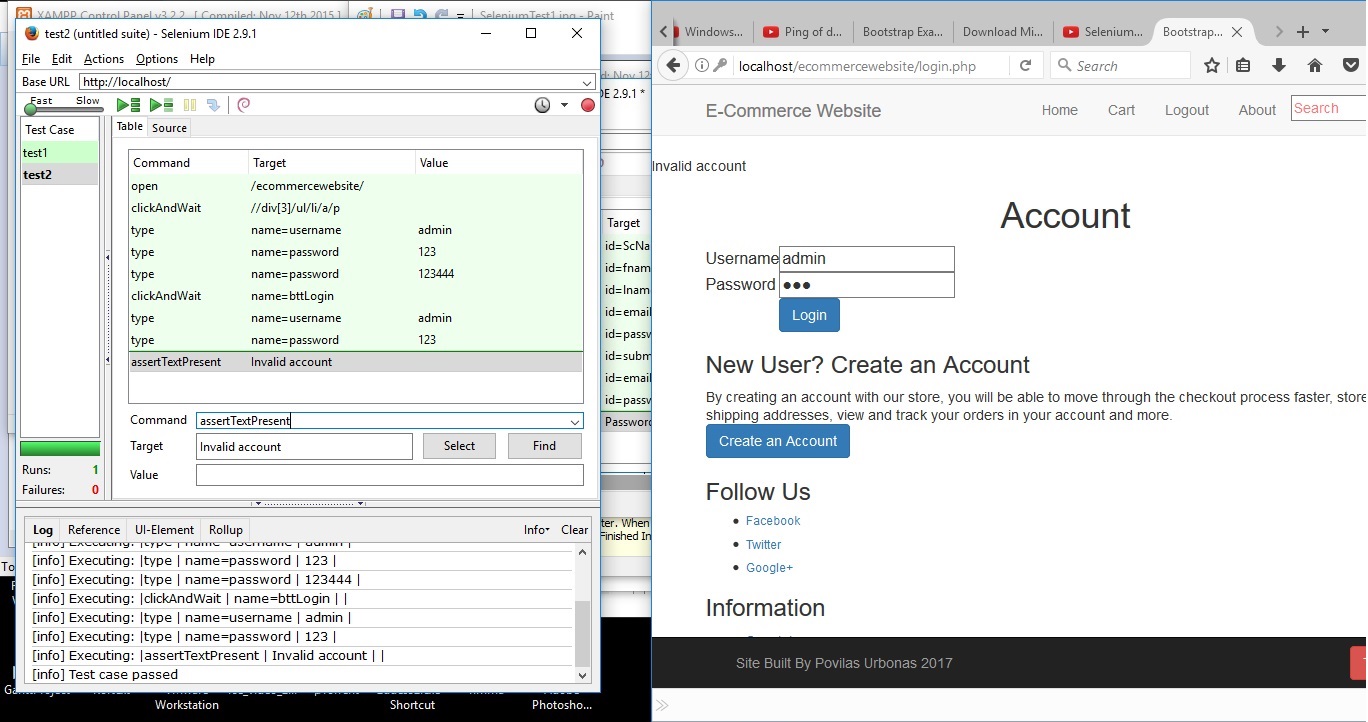 XAMPP Control Panel v3.2.2 [ Compiled: Nov 12th 2015 ]
SeleniumTest1.jpg - Paint
test2 (untitled suite) - Selenium IDE 2.9.1
File Edit Actions Options Help
Base URL http://localhost/
Fast Slow
Test Case
test1
test2
Table Source
Command Target Value
open /ecommercewebsite/
clickAndWait //div[3]/ul/li/a/p
type name=username admin
type name=password 123
type name=password 123444
clickAndWait name=bttLogin
type name=username admin
type name=password 123
assertTextPresent Invalid account
Command assertTextPresent
Target Invalid account Select Find
Value
Runs: 1
Failures: 0
Log Reference UI-Element Rollup Info Clear
[info] Executing: |type | name=username | admin |
[info] Executing: |type | name=password | 123 |
[info] Executing: |type | name=password | 123444 |
[info] Executing: |clickAndWait | name=bttLogin | |
[info] Executing: |type | name=username | admin |
[info] Executing: |type | name=password | 123 |
[info] Executing: |assertTextPresent | Invalid account | |
[info] Test case passed
Nov 12th
DE 2.9.1 *
Target
id=ScNa
id=fnam
id=lnam
id=email
id=passw
id=subm
id=email
id=passw
Password
ter. When
Finished In
To
Workstation
Shortcut
Photosho...
Windows... Ping of d... Bootstrap Exa... Download Mi... Selenium... Bootstrap...
localhost/ecommercewebsite/login.php
Search
E-Commerce Website Home Cart Logout About Search
Invalid account
Account
Username admin
Password
Login
New User? Create an Account
By creating an account with our store, you will be able to move through the checkout process faster, store
shipping addresses, view and track your orders in your account and more.
Create an Account
Follow Us
Facebook
Twitter
Google+
Information
Site Built By Povilas Urbonas 2017